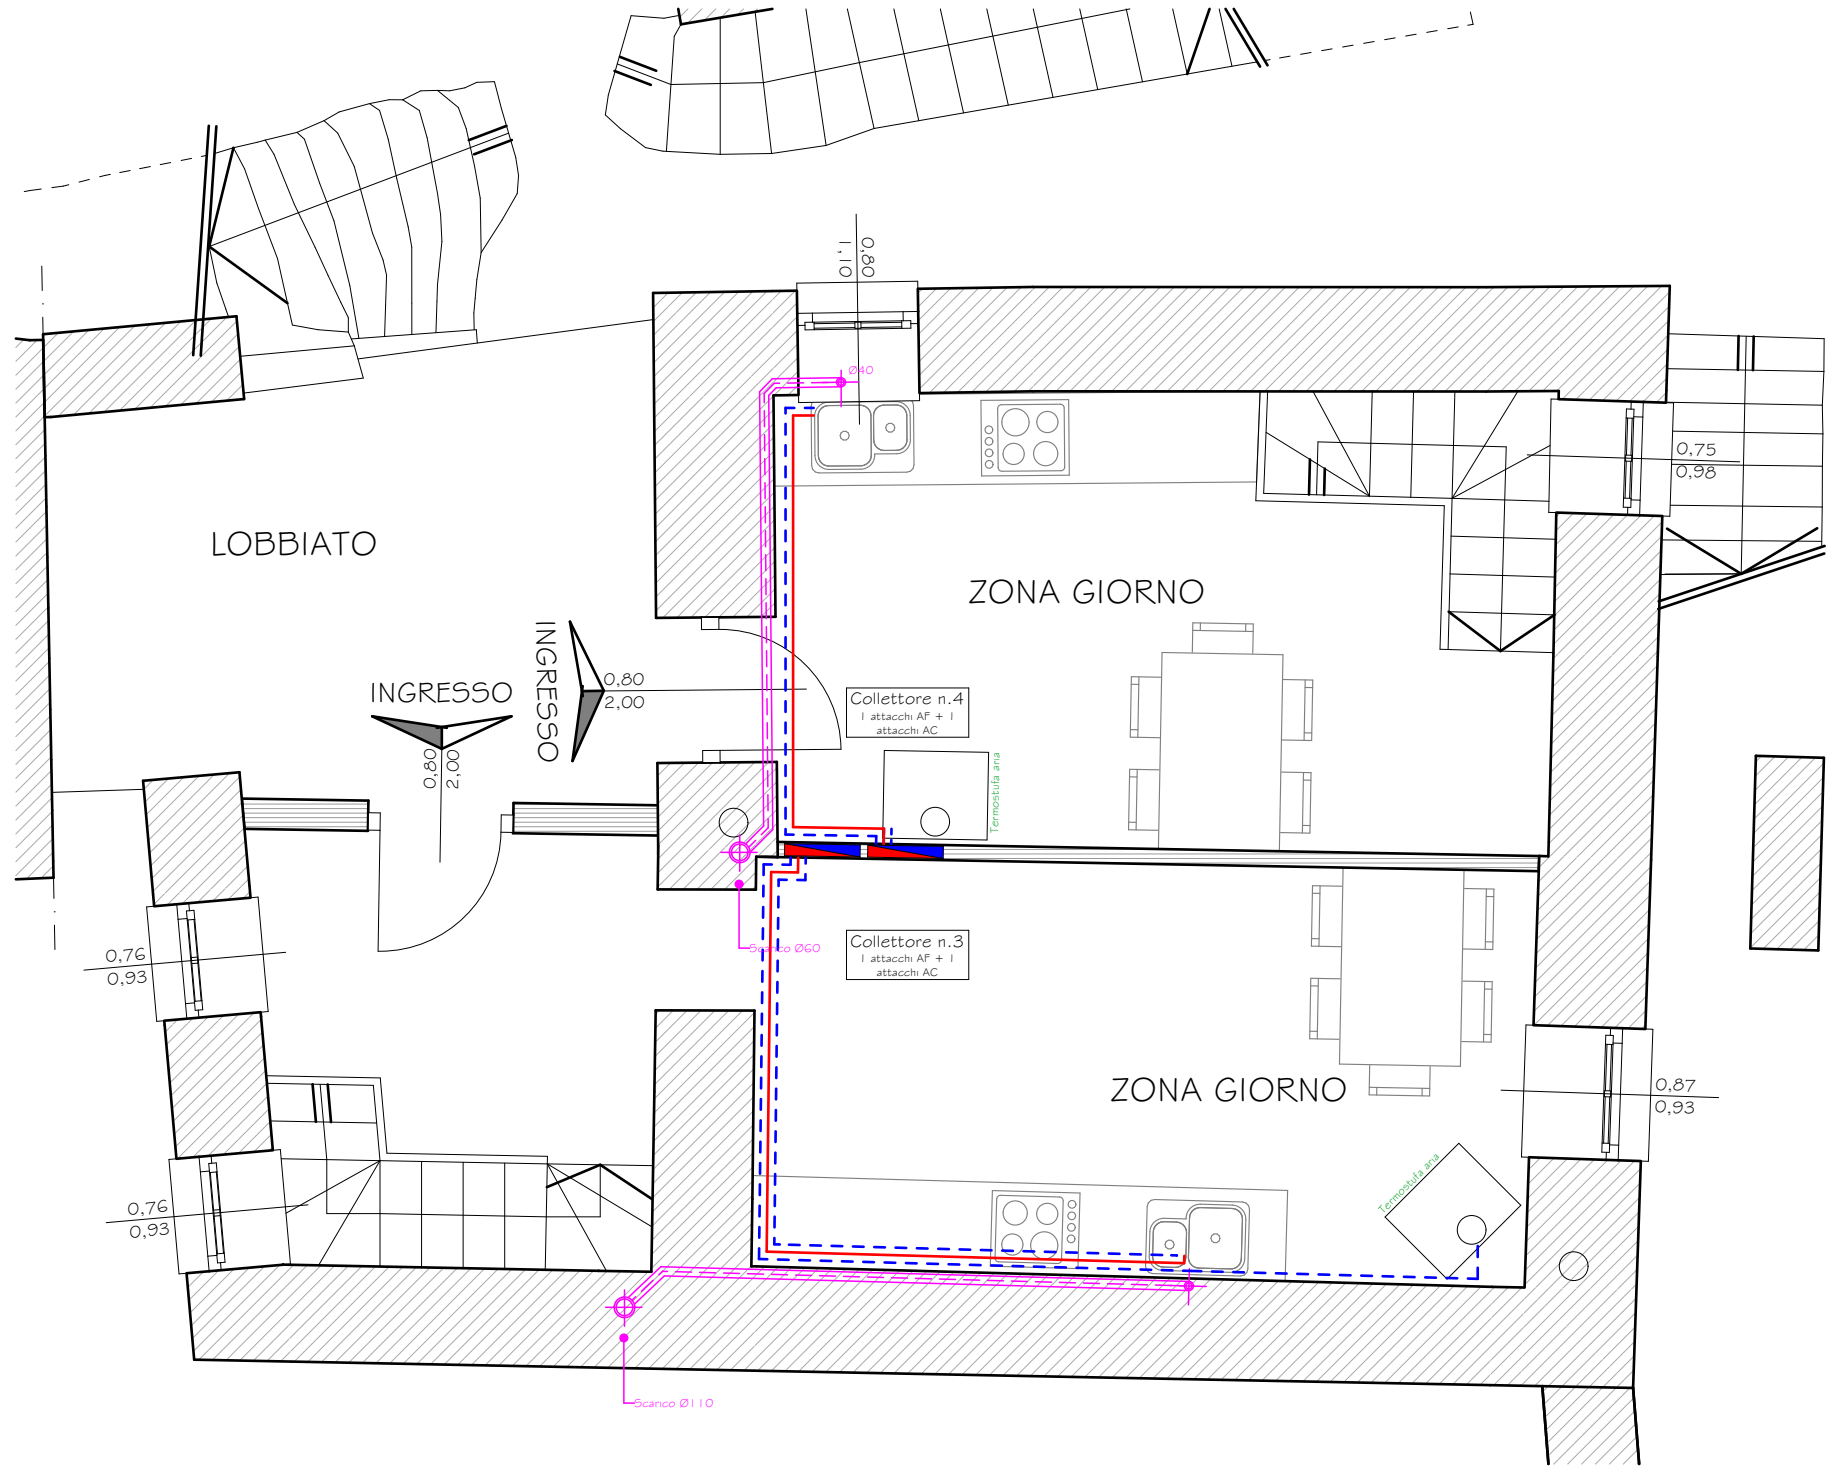 0,80
1,10
Ø40
0,75
0,98
LOBBIATO
ZONA GIORNO
INGRESSO
INGRESSO
0,80
2,00
0,80
2,00
Collettore n.4
1 attacchi AF + 1
attacchi AC
Termostufa aria
Scarico Ø60
Collettore n.3
1 attacchi AF + 1
attacchi AC
0,76
0,93
ZONA GIORNO
0,87
0,93
Termostufa aria
0,76
0,93
Scarico Ø110